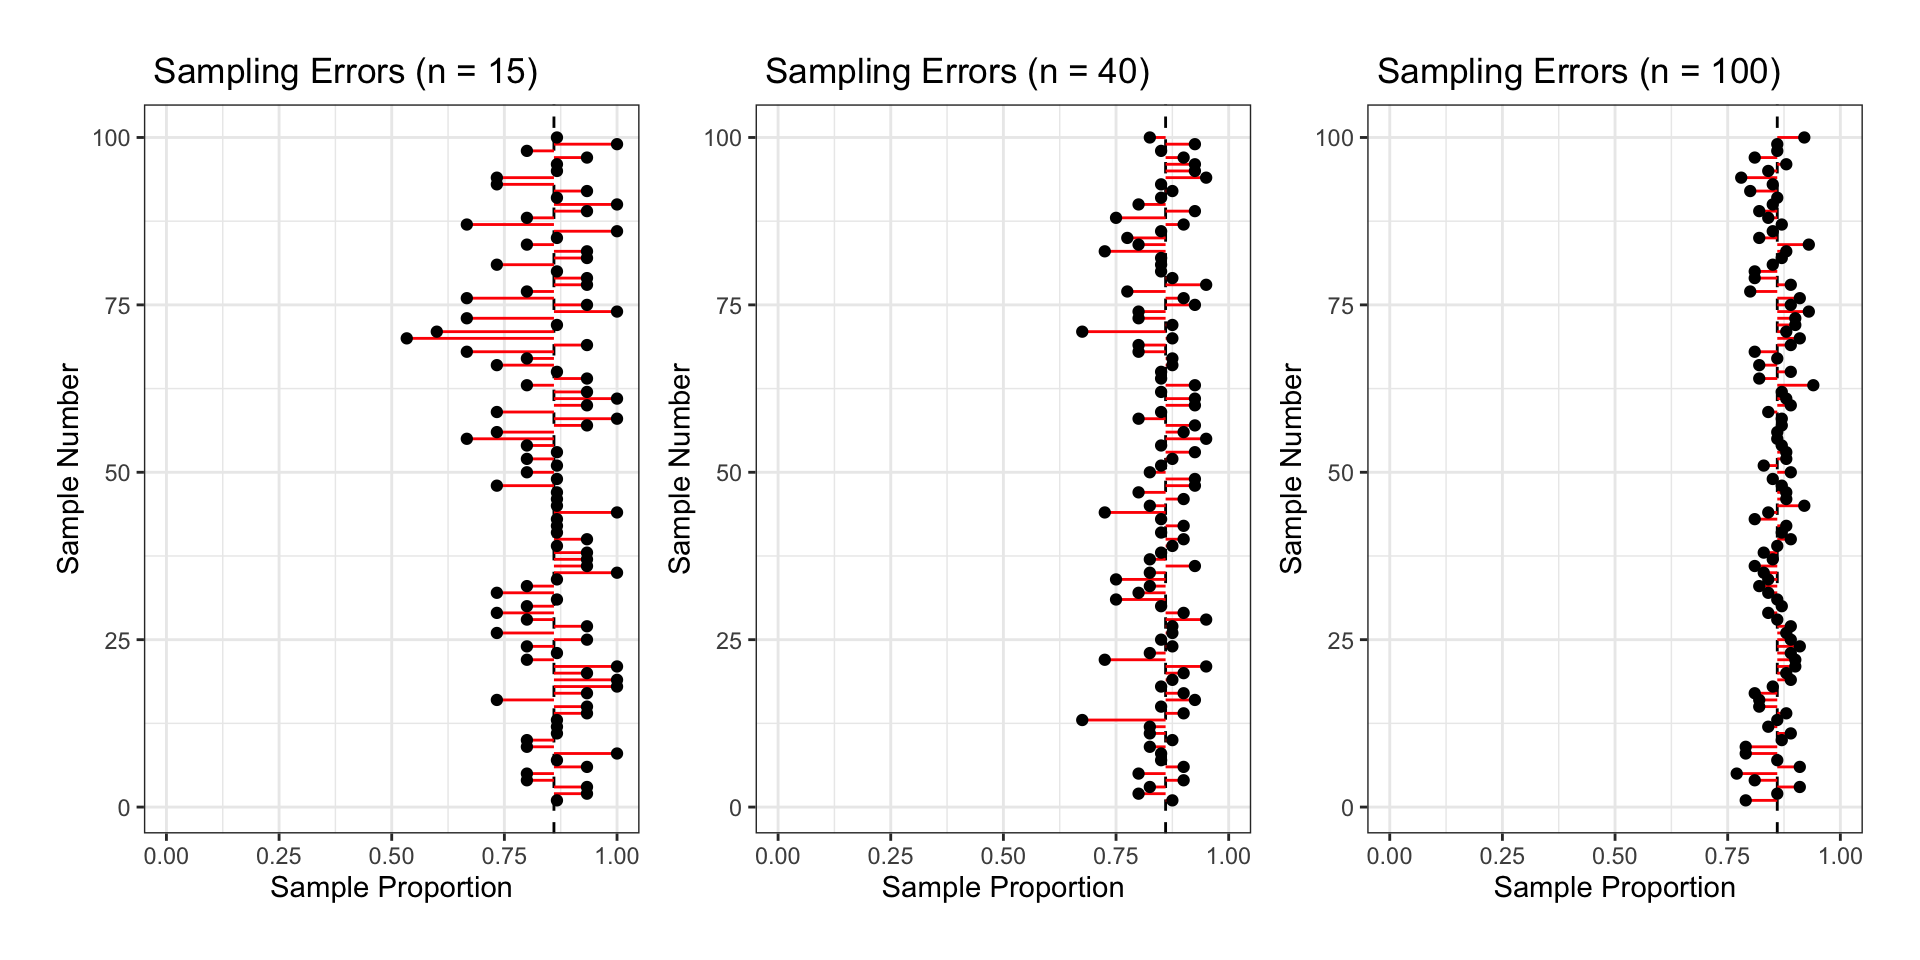 Sampling Errors (n = 15)
100
75
50
25
0
Sample Number
0.00 0.25 0.50 0.75 1.00
Sample Proportion
Sampling Errors (n = 40)
100
75
50
25
0
Sample Number
0.00 0.25 0.50 0.75 1.00
Sample Proportion
Sampling Errors (n = 100)
100
75
50
25
0
Sample Number
0.00 0.25 0.50 0.75 1.00
Sample Proportion